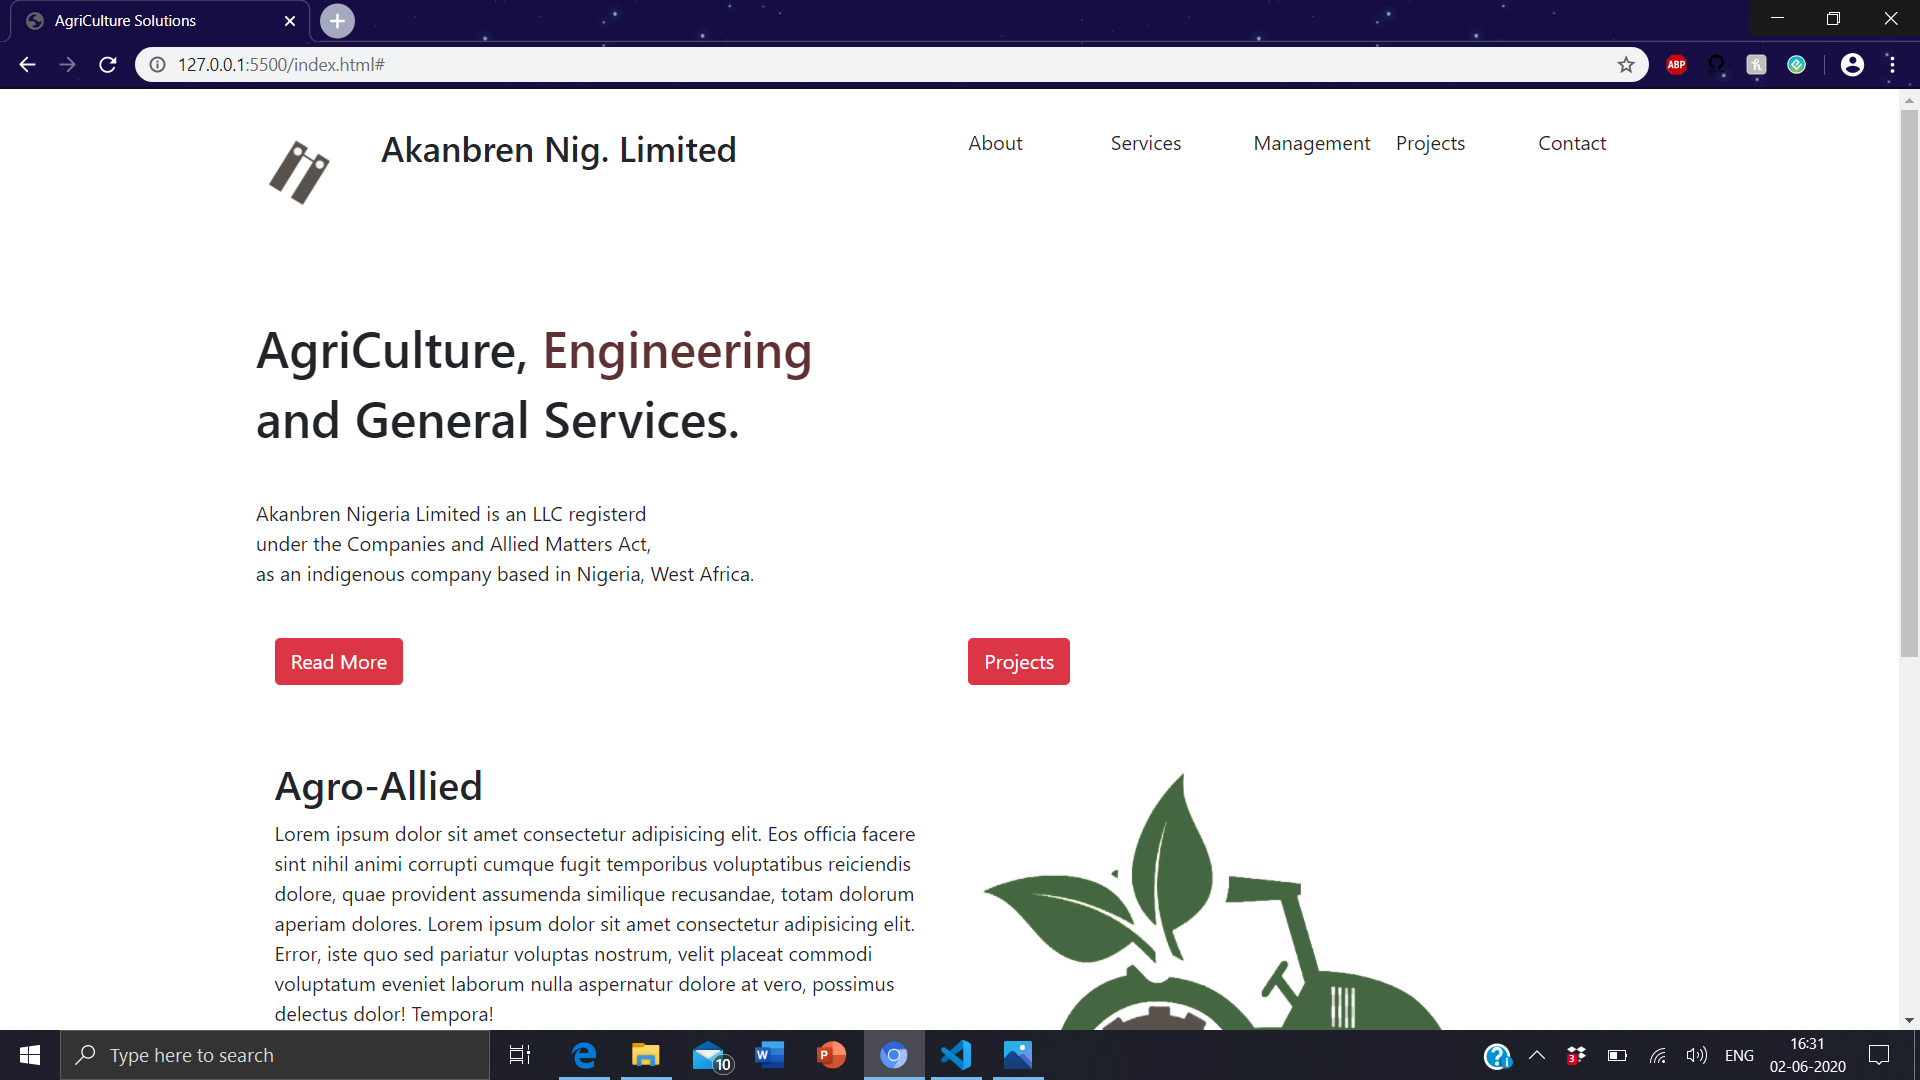 AgriCulture Solutions
127.0.0.1:5500/index.html#
ABP
Akanbren Nig. Limited
About Services Management Projects Contact
AgriCulture, Engineering
and General Services.
Akanbren Nigeria Limited is an LLC registerd
under the Companies and Allied Matters Act,
as an indigenous company based in Nigeria, West Africa.
Read More Projects
Agro-Allied
Lorem ipsum dolor sit amet consectetur adipisicing elit. Eos officia facere
sint nihil animi corrupti cumque fugit temporibus voluptatibus reiciendis
dolore, quae provident assumenda similique recusandae, totam dolorum
aperiam dolores. Lorem ipsum dolor sit amet consectetur adipisicing elit.
Error, iste quo sed pariatur voluptas nostrum, velit placeat commodi
voluptatum eveniet laborum nulla aspernatur dolore at vero, possimus
delectus dolor! Tempora!
Type here to search
10
3
ENG
16:31
02-06-2020